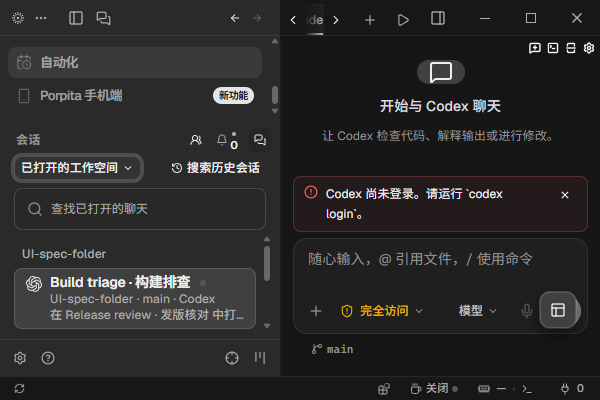 自动化
Porpita 手机端 新功能
会话 0
已打开的工作空间 搜索历史会话
查找已打开的聊天
UI-spec-folder
Build triage · 构建排查
UI-spec-folder · main · Codex
在 Release review · 发版核对 中打…
开始与 Codex 聊天
让 Codex 检查代码、解释输出或进行修改。
Codex 尚未登录。请运行 `codex
login`。
随心输入，@ 引用文件，/ 使用命令
完全访问 模型
main
关闭 — · 0